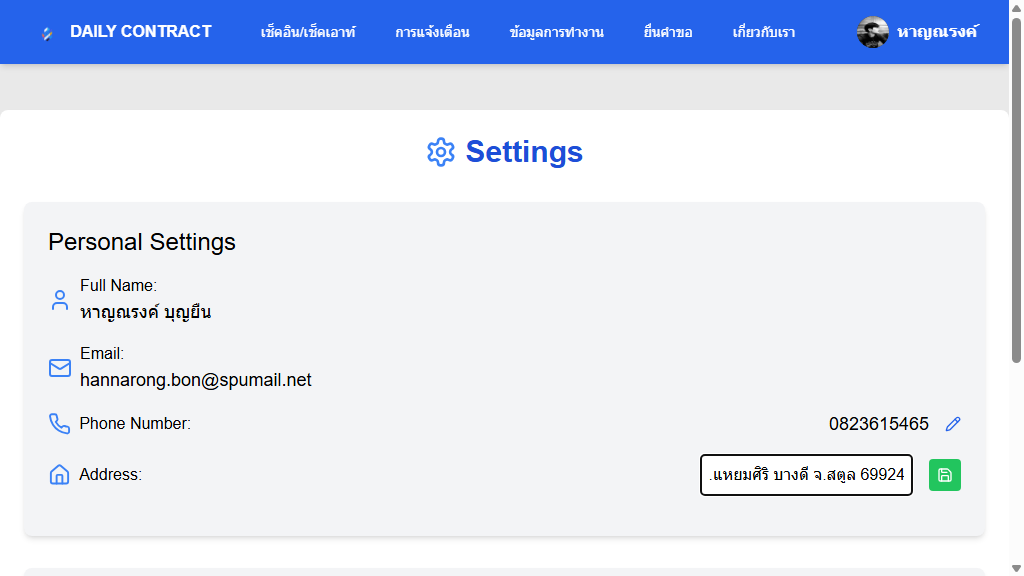 DAILY CONTRACT
เช็คอิน/เช็คเอาท์
การแจ้งเตือน
ข้อมูลการทำงาน
ยื่นคำขอ
เกี่ยวกับเรา
หาญณรงค์
Settings
Personal Settings
Full Name:
หาญณรงค์ บุญยืน
Email:
hannarong.bon@spumail.net
Phone Number:
0823615465
Address:
.แหยมศิริ บางดี จ.สตูล 69924